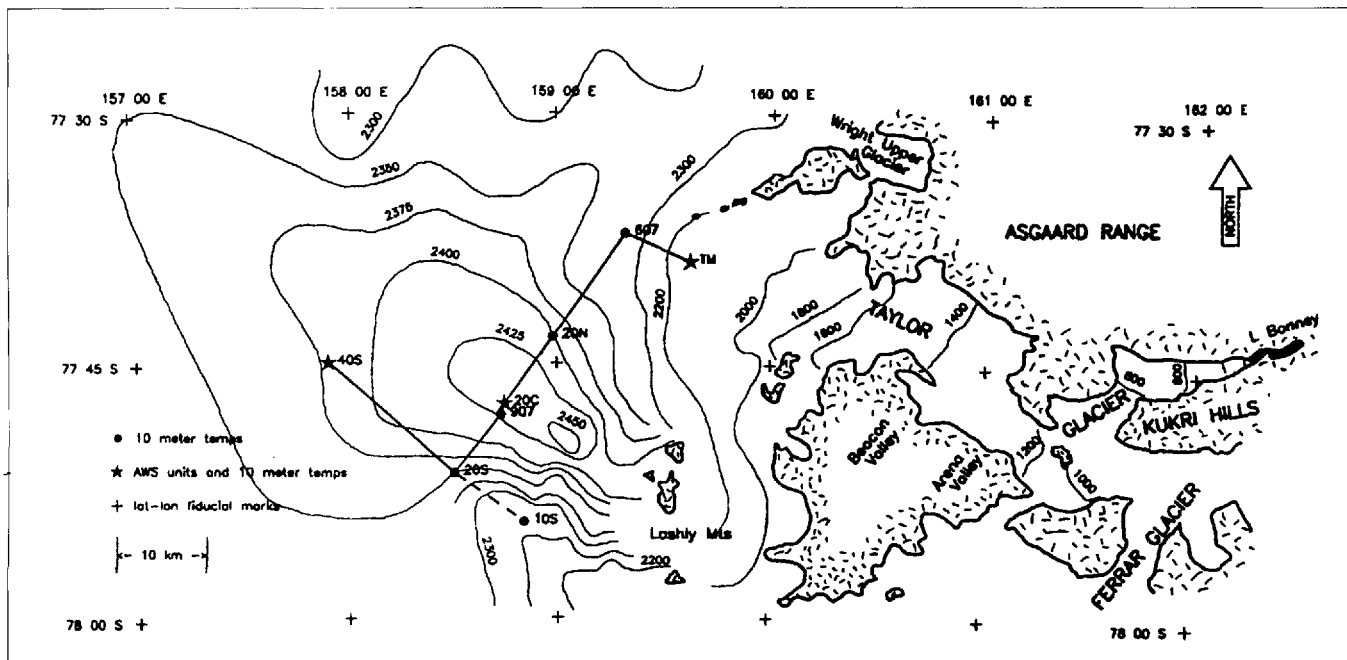 157 00 E
158 00 E
159 00 E
160 00 E
161 00 E
162 00 E
77 30 S
77 30 S
2300
Wright Upper
Glacier
2350
2300
NORTH
2375
ASGAARD RANGE
607
TM
2400
2200
2000
1800
1600
TAYLOR
1400
20N
L. Bonney
2425
40S
77 45 S
800
600
20C
907
GLACIER
KUKRI HILLS
2450
10 meter temps
Beacon
Valley
1200
AWS units and 10 meter temps
20S
Arena
Valley
1000
lat-lon fiducial marks
10S
Lashly Mts
10 km
2300
2200
FERRAR GLACIER
78 00 S
78 00 S